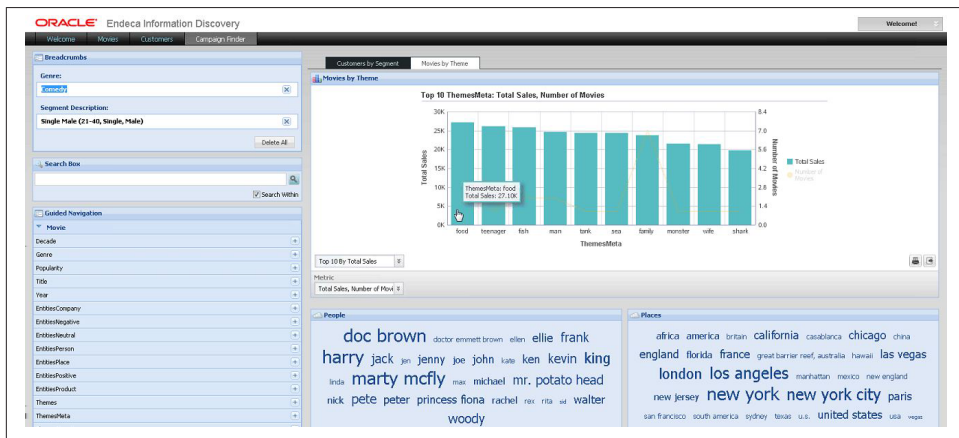 ORACLE Endeca Information Discovery
Welcome!
Welcome Movies Customers Campaign Finder
Breadcrumbs
Genre:
Comedy
Segment Description:
Single Male (21-40, Single, Male)
Delete All
Search Box
Search Within
Guided Navigation
Movie
Decade
Genre
Popularity
Title
Year
EntitiesCompany
EntitiesNegative
EntitiesNeutral
EntitiesPerson
EntitiesPlace
EntitiesPositive
EntitiesProduct
Themes
ThemesMeta
Customers by Segment Movies by Theme
Movies by Theme
Top 10 ThemesMeta: Total Sales, Number of Movies
Total Sales
30K
25K
20K
15K
10K
5K
0K
ThemesMeta: food
Total Sales: 27.10K
food teenager fish man tank sea family monster wife shark
ThemesMeta
8.4
7.0
5.6
4.2
2.8
1.4
0.0
Number of Movies
Total Sales
Number of
Movies
Top 10 By Total Sales
Metric
Total Sales, Number of Movi
People
doc brown doctor emmett brown ellen ellie frank
harry jack jen jenny joe john kate ken kevin king
linda marty mcfly max michael mr. potato head
nick pete peter princess fiona rachel rex rita sid walter
woody
Places
africa america britain california casablanca chicago china
england florida france great barrier reef, australia hawaii las vegas
london los angeles manhattan mexico new england
new jersey new york new york city paris
san francisco south america sydney texas u.s. united states usa vegas